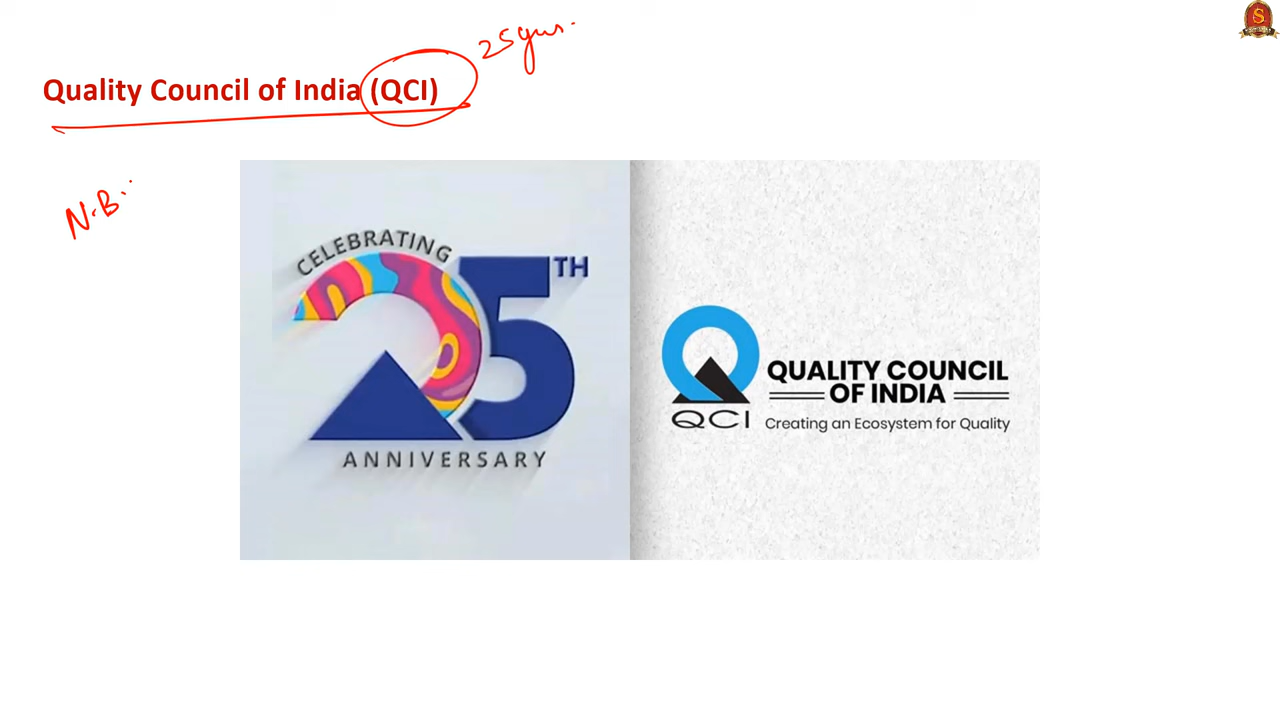 25 yrs.
Quality Council of India (QCI)
N.B.
CELEBRATING
25TH
ANNIVERSARY
QUALITY COUNCIL
OF INDIA
QCI
Creating an Ecosystem for Quality
S